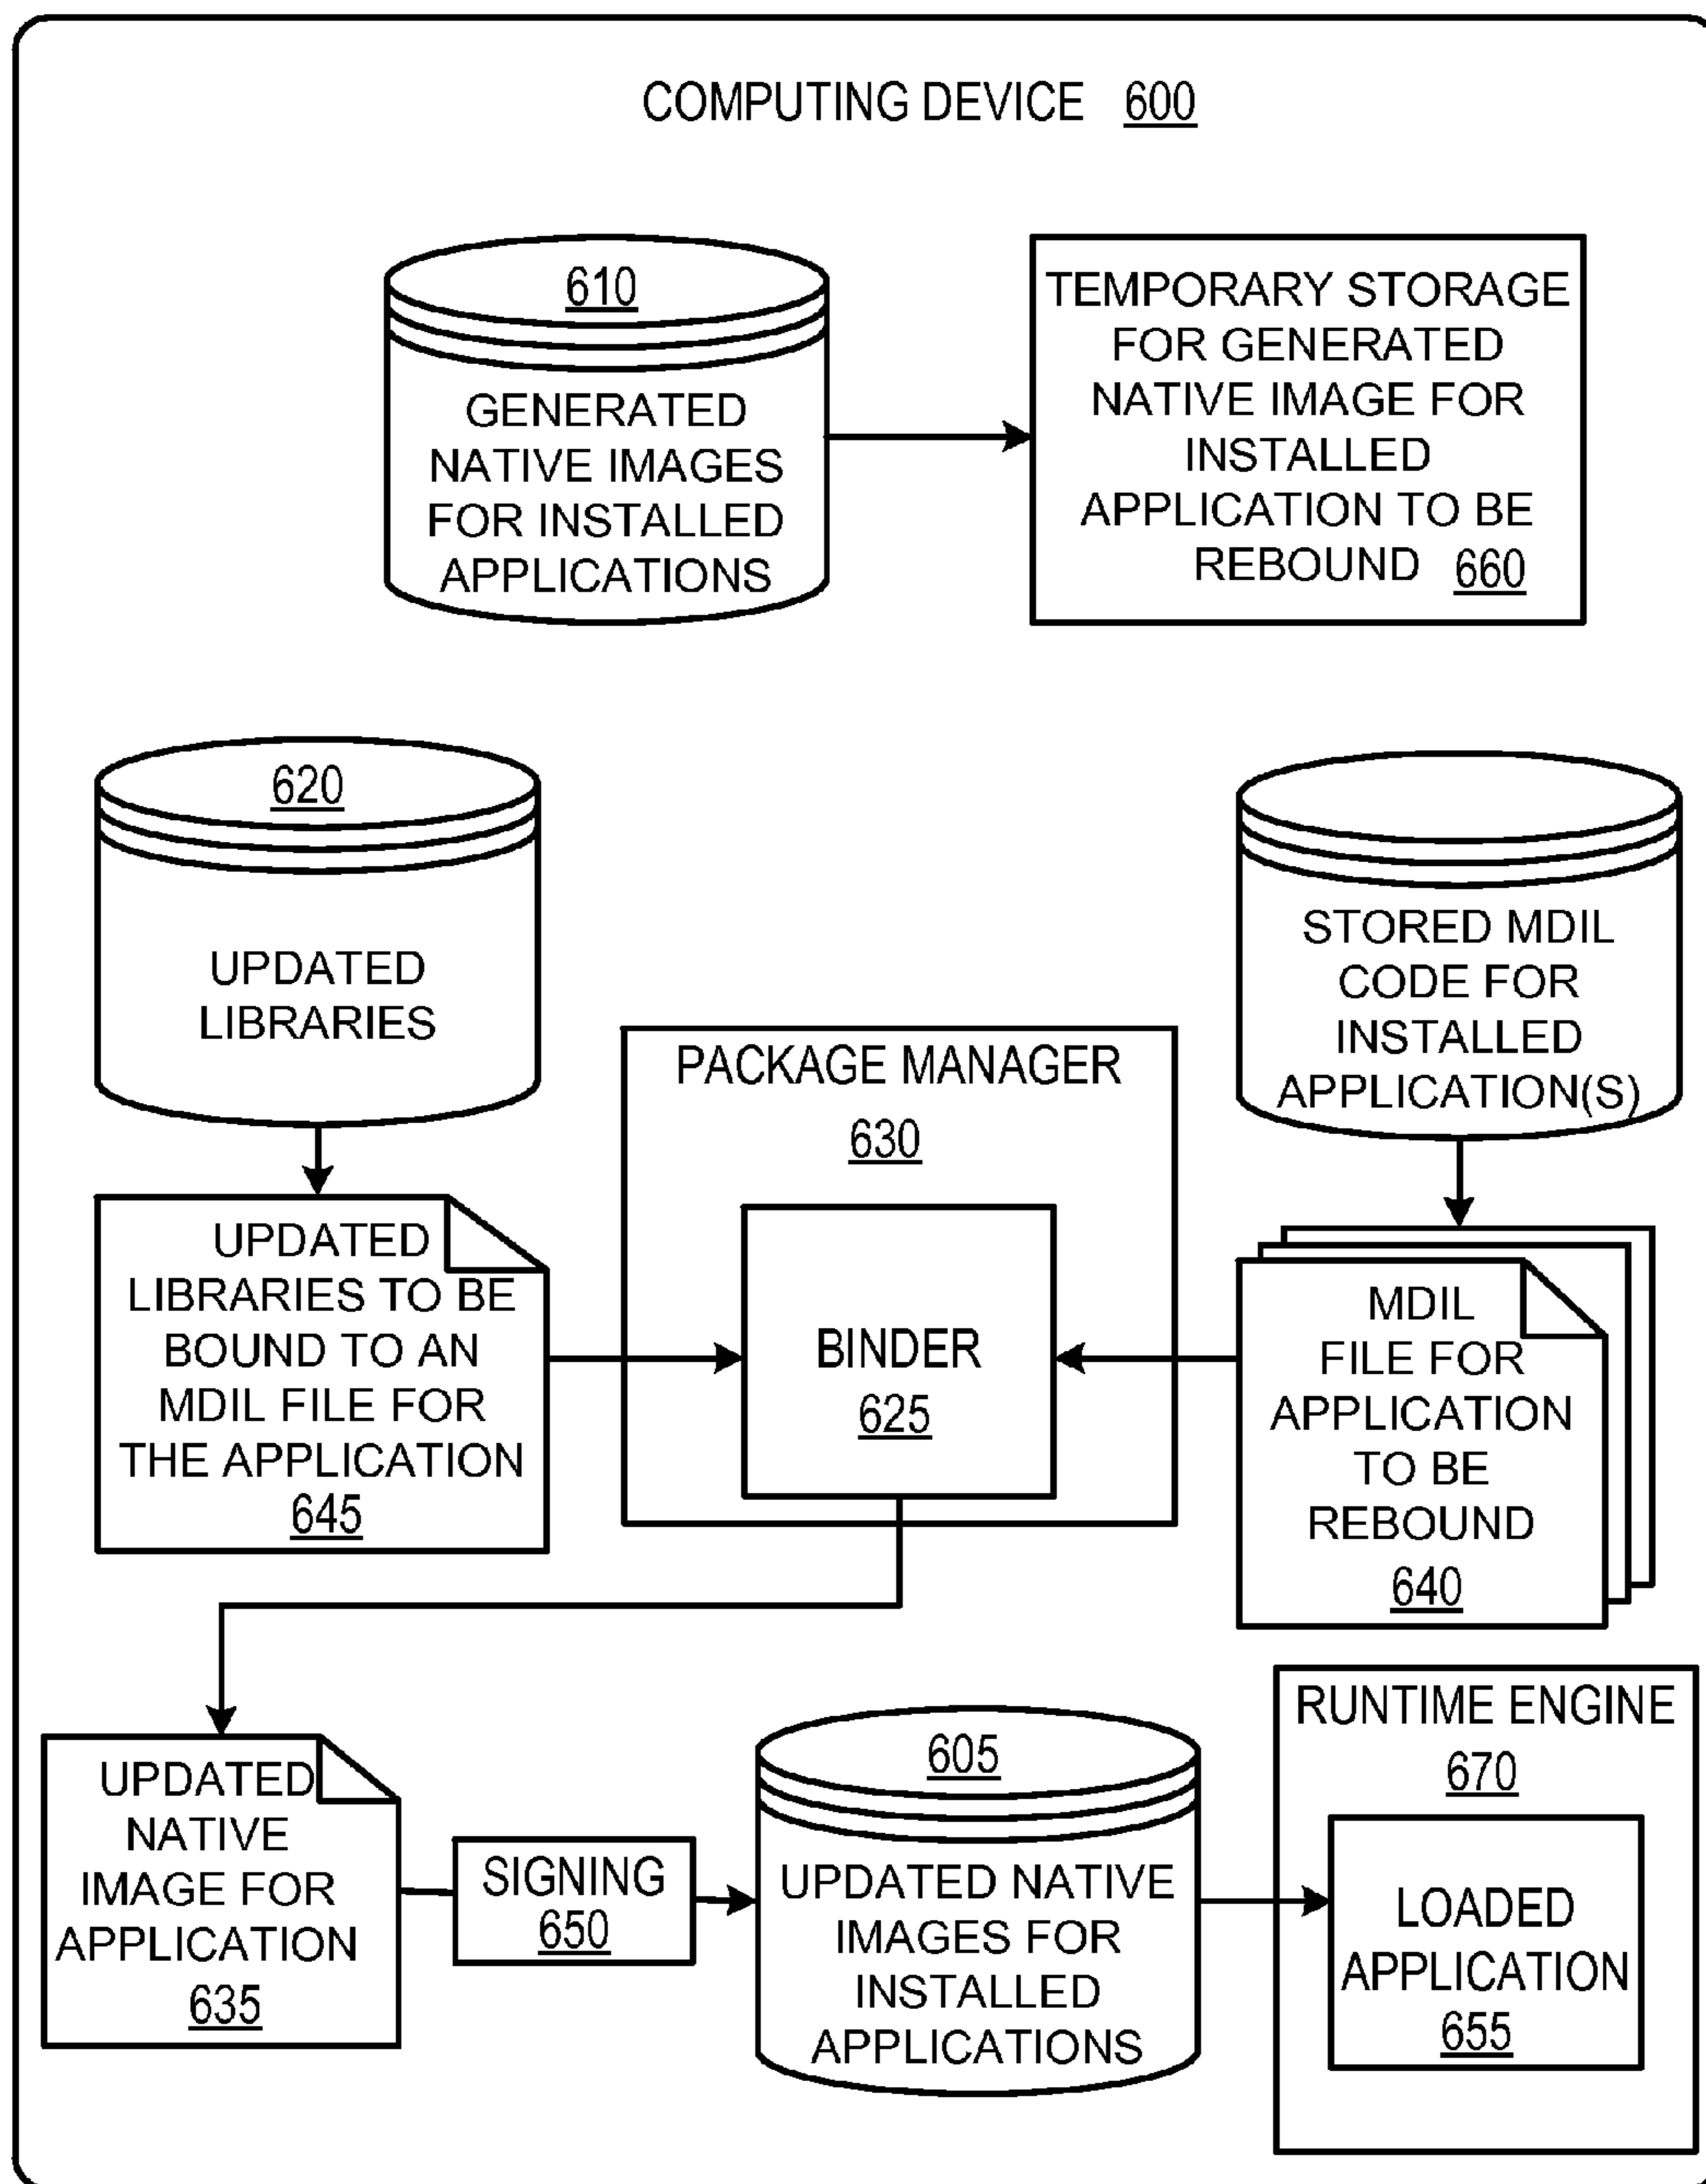 COMPUTING DEVICE 600
610
GENERATED
NATIVE IMAGES
FOR INSTALLED
APPLICATIONS
TEMPORARY STORAGE
FOR GENERATED
NATIVE IMAGE FOR
INSTALLED
APPLICATION TO BE
REBOUND 660
620
UPDATED
LIBRARIES
STORED MDIL
CODE FOR
INSTALLED
APPLICATION(S)
PACKAGE MANAGER
630
UPDATED
LIBRARIES TO BE
BOUND TO AN
MDIL FILE FOR
THE APPLICATION
645
BINDER
625
MDIL
FILE FOR
APPLICATION
TO BE
REBOUND
640
UPDATED
NATIVE
IMAGE FOR
APPLICATION
635
SIGNING
650
605
UPDATED NATIVE
IMAGES FOR
INSTALLED
APPLICATIONS
RUNTIME ENGINE
670
LOADED
APPLICATION
655